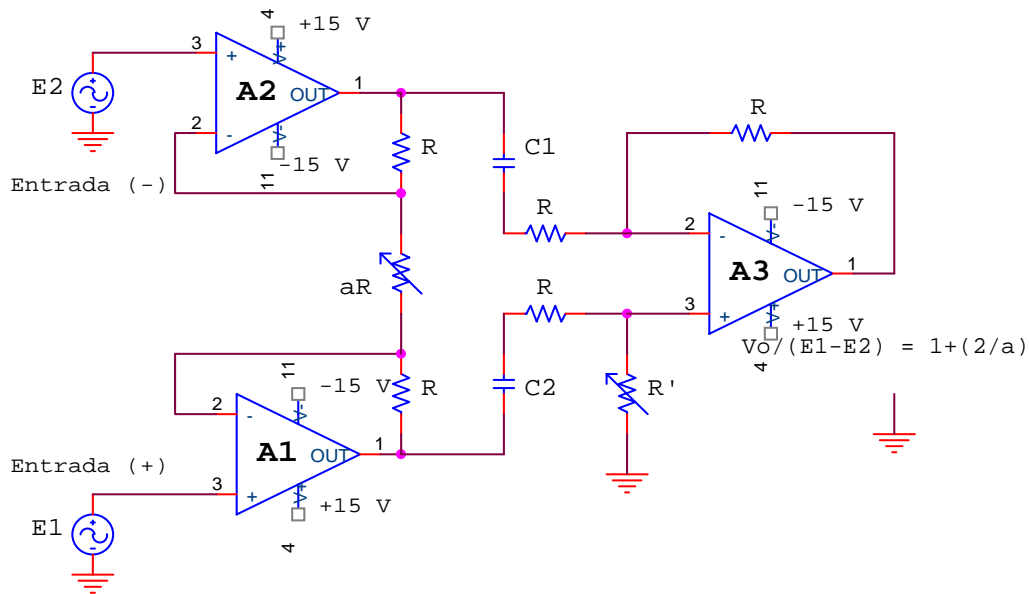 4 +15 V
3 + V+
E2 A2 OUT 1
2 - V- R C1 R
-15 V
11
Entrada (-)
R 11 -15 V
2 - V-
aR A3 OUT 1
R 3 + V+
+15 V
11 -15 V R C2 R' 4
Vo/(E1-E2) = 1+(2/a)
2 - V-
A1 OUT 1
Entrada (+)
3 + V+
+15 V
E1 4